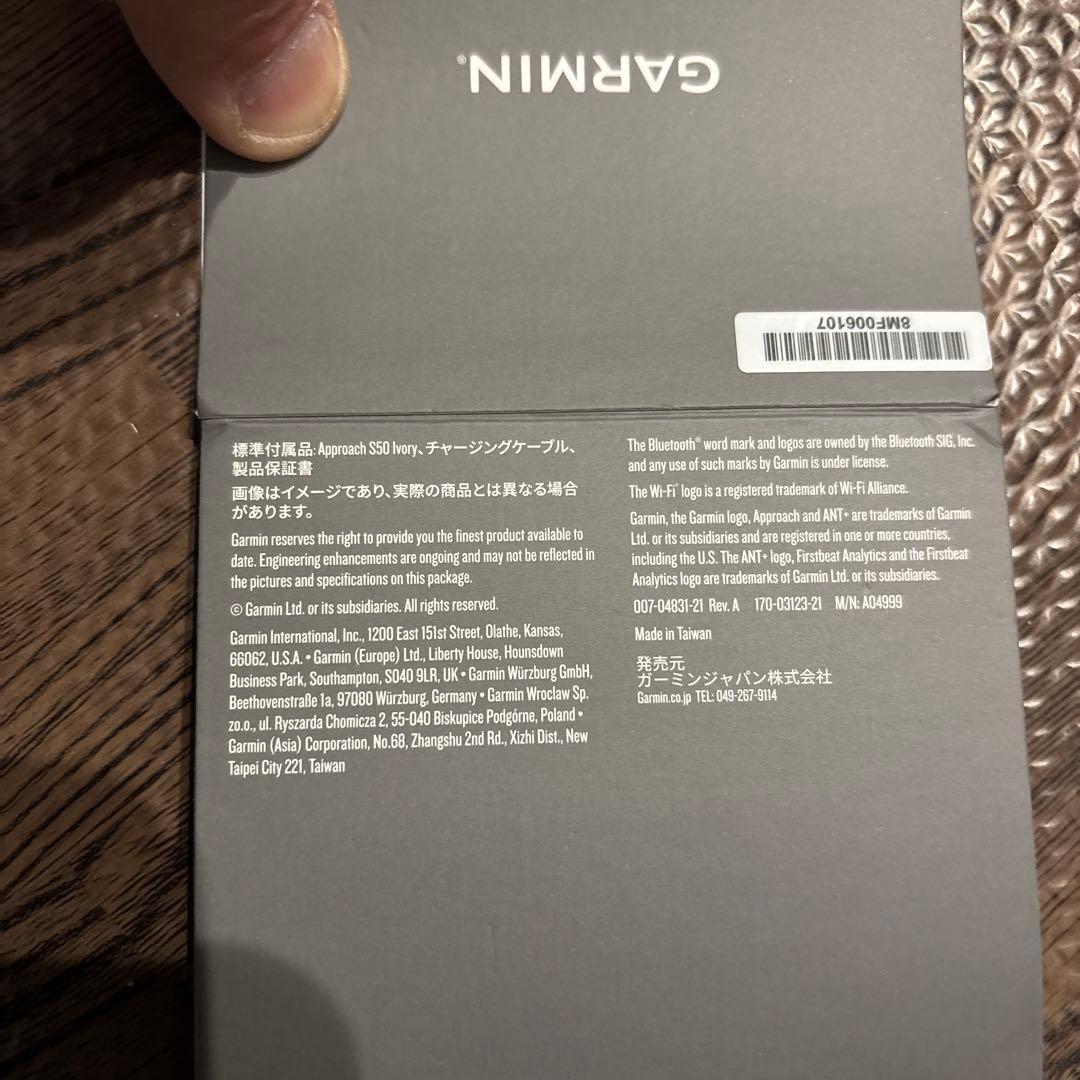 GARMIN®
8MF006107
標準付属品: Approach S50 Ivory、チャージングケーブル、
製品保証書
画像はイメージであり、実際の商品とは異なる場合
があります。
Garmin reserves the right to provide you the finest product available to
date. Engineering enhancements are ongoing and may not be reflected in
the pictures and specifications on this package.
© Garmin Ltd. or its subsidiaries. All rights reserved.
Garmin International, Inc., 1200 East 151st Street, Olathe, Kansas,
66062, U.S.A. • Garmin (Europe) Ltd., Liberty House, Hounsdown
Business Park, Southampton, SO40 9LR, UK • Garmin Würzburg GmbH,
Beethovenstraße 1a, 97080 Würzburg, Germany • Garmin Wroclaw Sp.
zo.o., ul. Ryszarda Chomicza 2, 55-040 Biskupice Podgórne, Poland •
Garmin (Asia) Corporation, No.68, Zhangshu 2nd Rd., Xizhi Dist., New
Taipei City 221, Taiwan
The Bluetooth® word mark and logos are owned by the Bluetooth SIG, Inc.
and any use of such marks by Garmin is under license.
The Wi-Fi® logo is a registered trademark of Wi-Fi Alliance.
Garmin, the Garmin logo, Approach and ANT+ are trademarks of Garmin
Ltd. or its subsidiaries and are registered in one or more countries,
including the U.S. The ANT+ logo, Firstbeat Analytics and the Firstbeat
Analytics logo are trademarks of Garmin Ltd. or its subsidiaries.
007-04831-21 Rev. A 170-03123-21 M/N: A04999
Made in Taiwan
発売元
ガーミンジャパン株式会社
Garmin.co.jp TEL: 049-267-9114